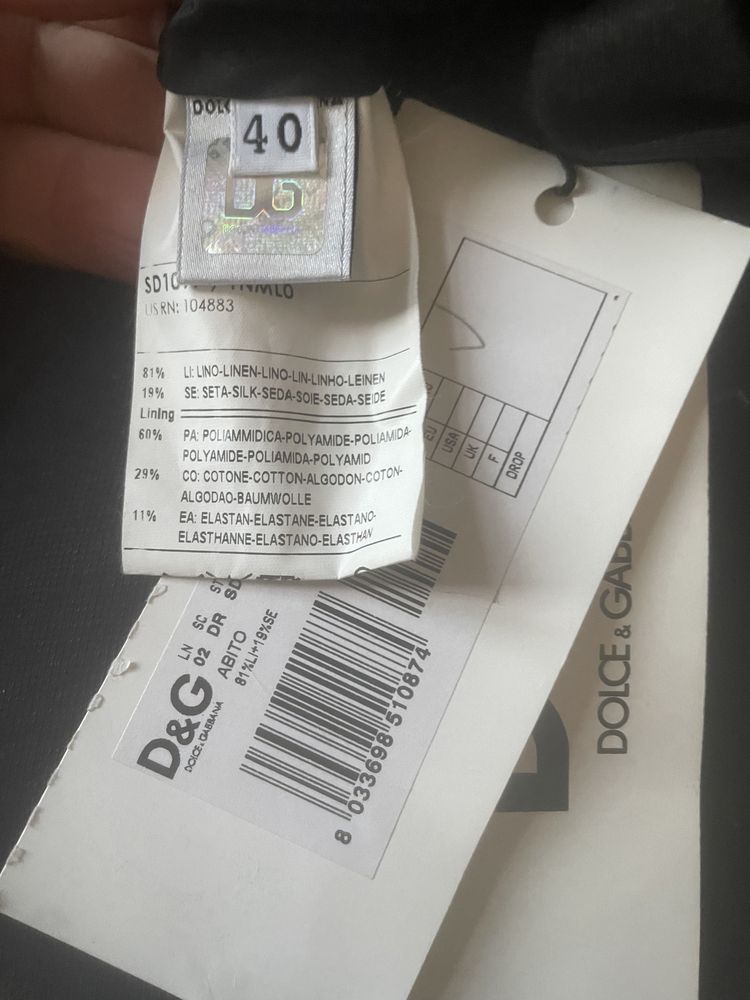 40
D&G
US RN: 104883
81% LI: LINO-LINEN-LINO-LIN-LINHO-LEINEN
19% SE: SETA-SILK-SEDA-SOIE-SEDA-SEIDE
Lining
60% PA: POLIAMMIDICA-POLYAMIDE-POLIAMIDA-
POLYAMIDE-POLIAMIDA-POLYAMID
29% CO: COTONE-COTTON-ALGODON-COTON-
ALGODAO-BAUMWOLLE
11% EA: ELASTAN-ELASTANE-ELASTANO-
ELASTHANNE-ELASTANO-ELASTHAN
EU
USA
UK
F
DROP
D&G
DOLCE & GABBANA
LN SC
02 DR
ABITO
81%LI+19%SE
8 033698 510874
DOLCE & GABB